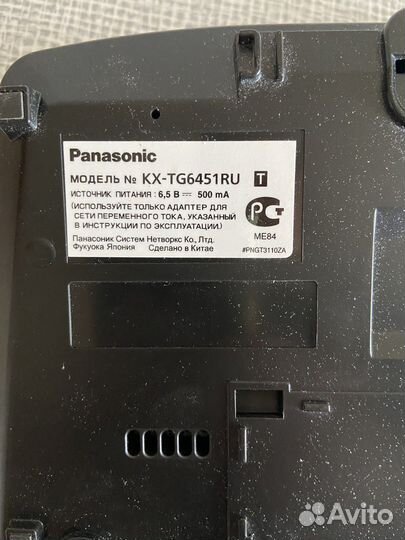 Panasonic
МОДЕЛЬ № KX-TG6451RU T
ИСТОЧНИК ПИТАНИЯ : 6,5 В ⎓ 500 mA
(ИСПОЛЬЗУЙТЕ ТОЛЬКО АДАПТЕР ДЛЯ
СЕТИ ПЕРЕМЕННОГО ТОКА, УКАЗАННЫЙ
В ИНСТРУКЦИИ ПО ЭКСПЛУАТАЦИИ)
Панасоник Систем Нетворкс Ко., Лтд.
Фукуока Япония Сделано в Китае
РСТ
ME84
#PNGT3110ZA
Avito